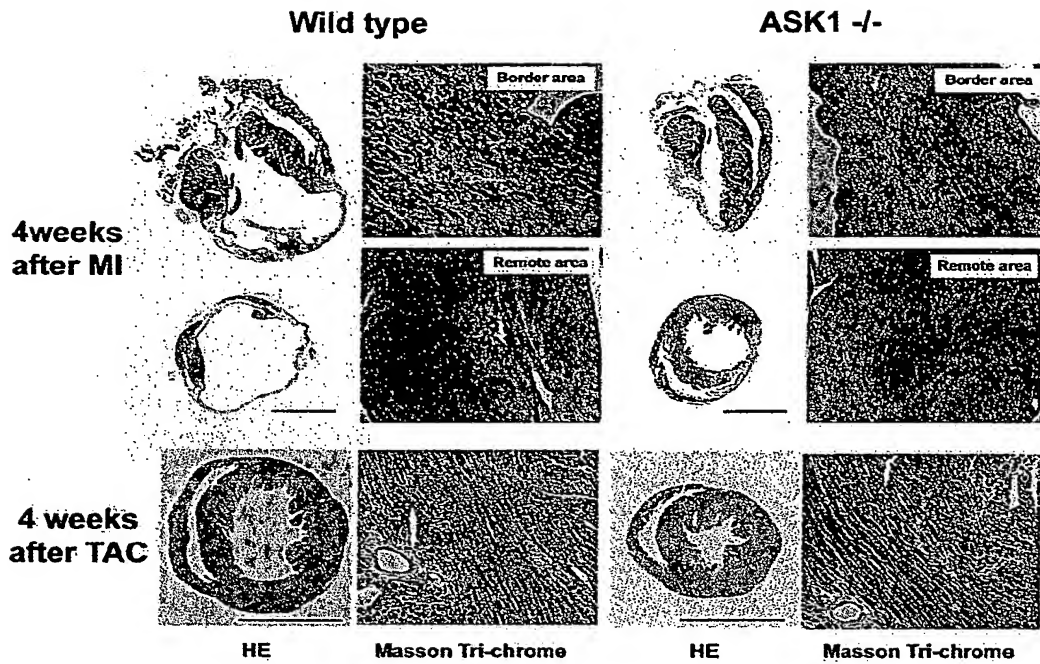 Wild type
ASK1 -/-
Border area
Border area
4weeks
after MI
Remote area
Remote area
4 weeks
after TAC
HE
Masson Tri-chrome
HE
Masson Tri-chrome